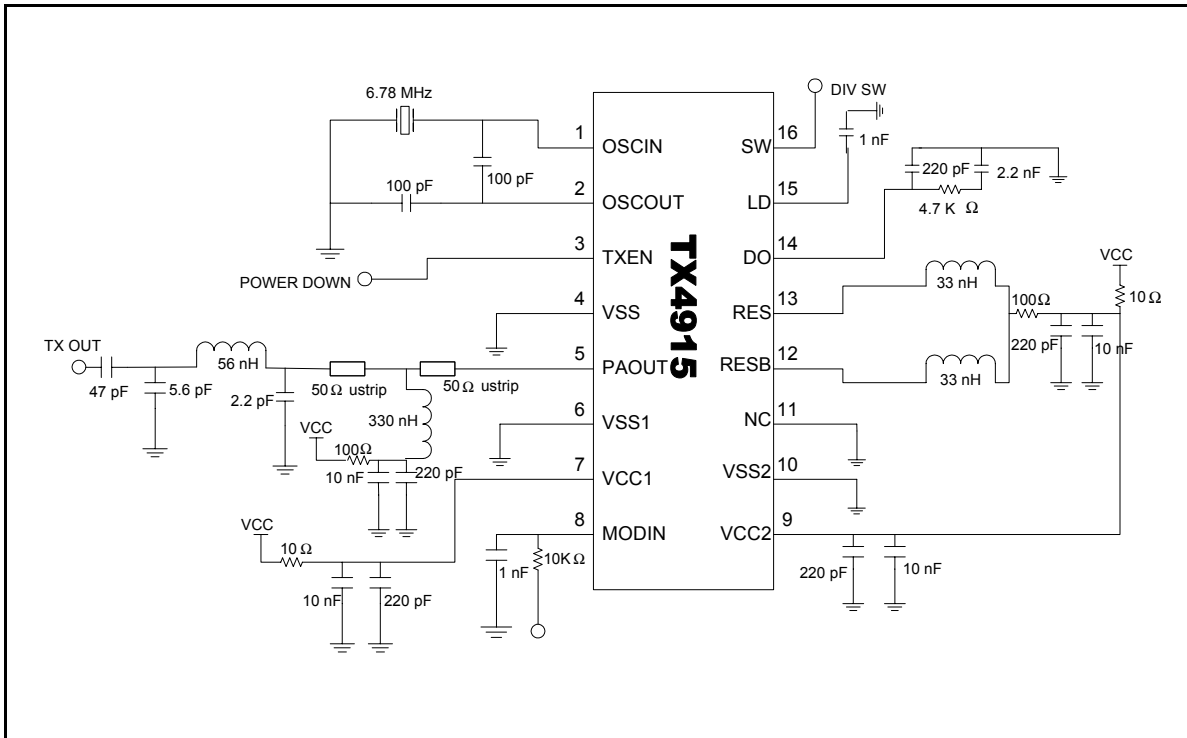 6.78 MHz
100 pF
100 pF
POWER DOWN
TX OUT
47 pF
5.6 pF
56 nH
2.2 pF
50Ω ustrip
50Ω ustrip
330 nH
VCC
100Ω
10 nF
220 pF
VCC
10Ω
10 nF
220 pF
1 nF
10KΩ
1
2
3
4
5
6
7
8
OSCIN
OSCOUT
TXEN
VSS
PAOUT
VSS1
VCC1
MODIN
TX4915
SW
LD
DO
RES
RESB
NC
VSS2
VCC2
16
15
14
13
12
11
10
9
DIV SW
1 nF
220 pF
2.2 nF
4.7 K Ω
33 nH
33 nH
100Ω
VCC
10Ω
220 pF
10 nF
220 pF
10 nF